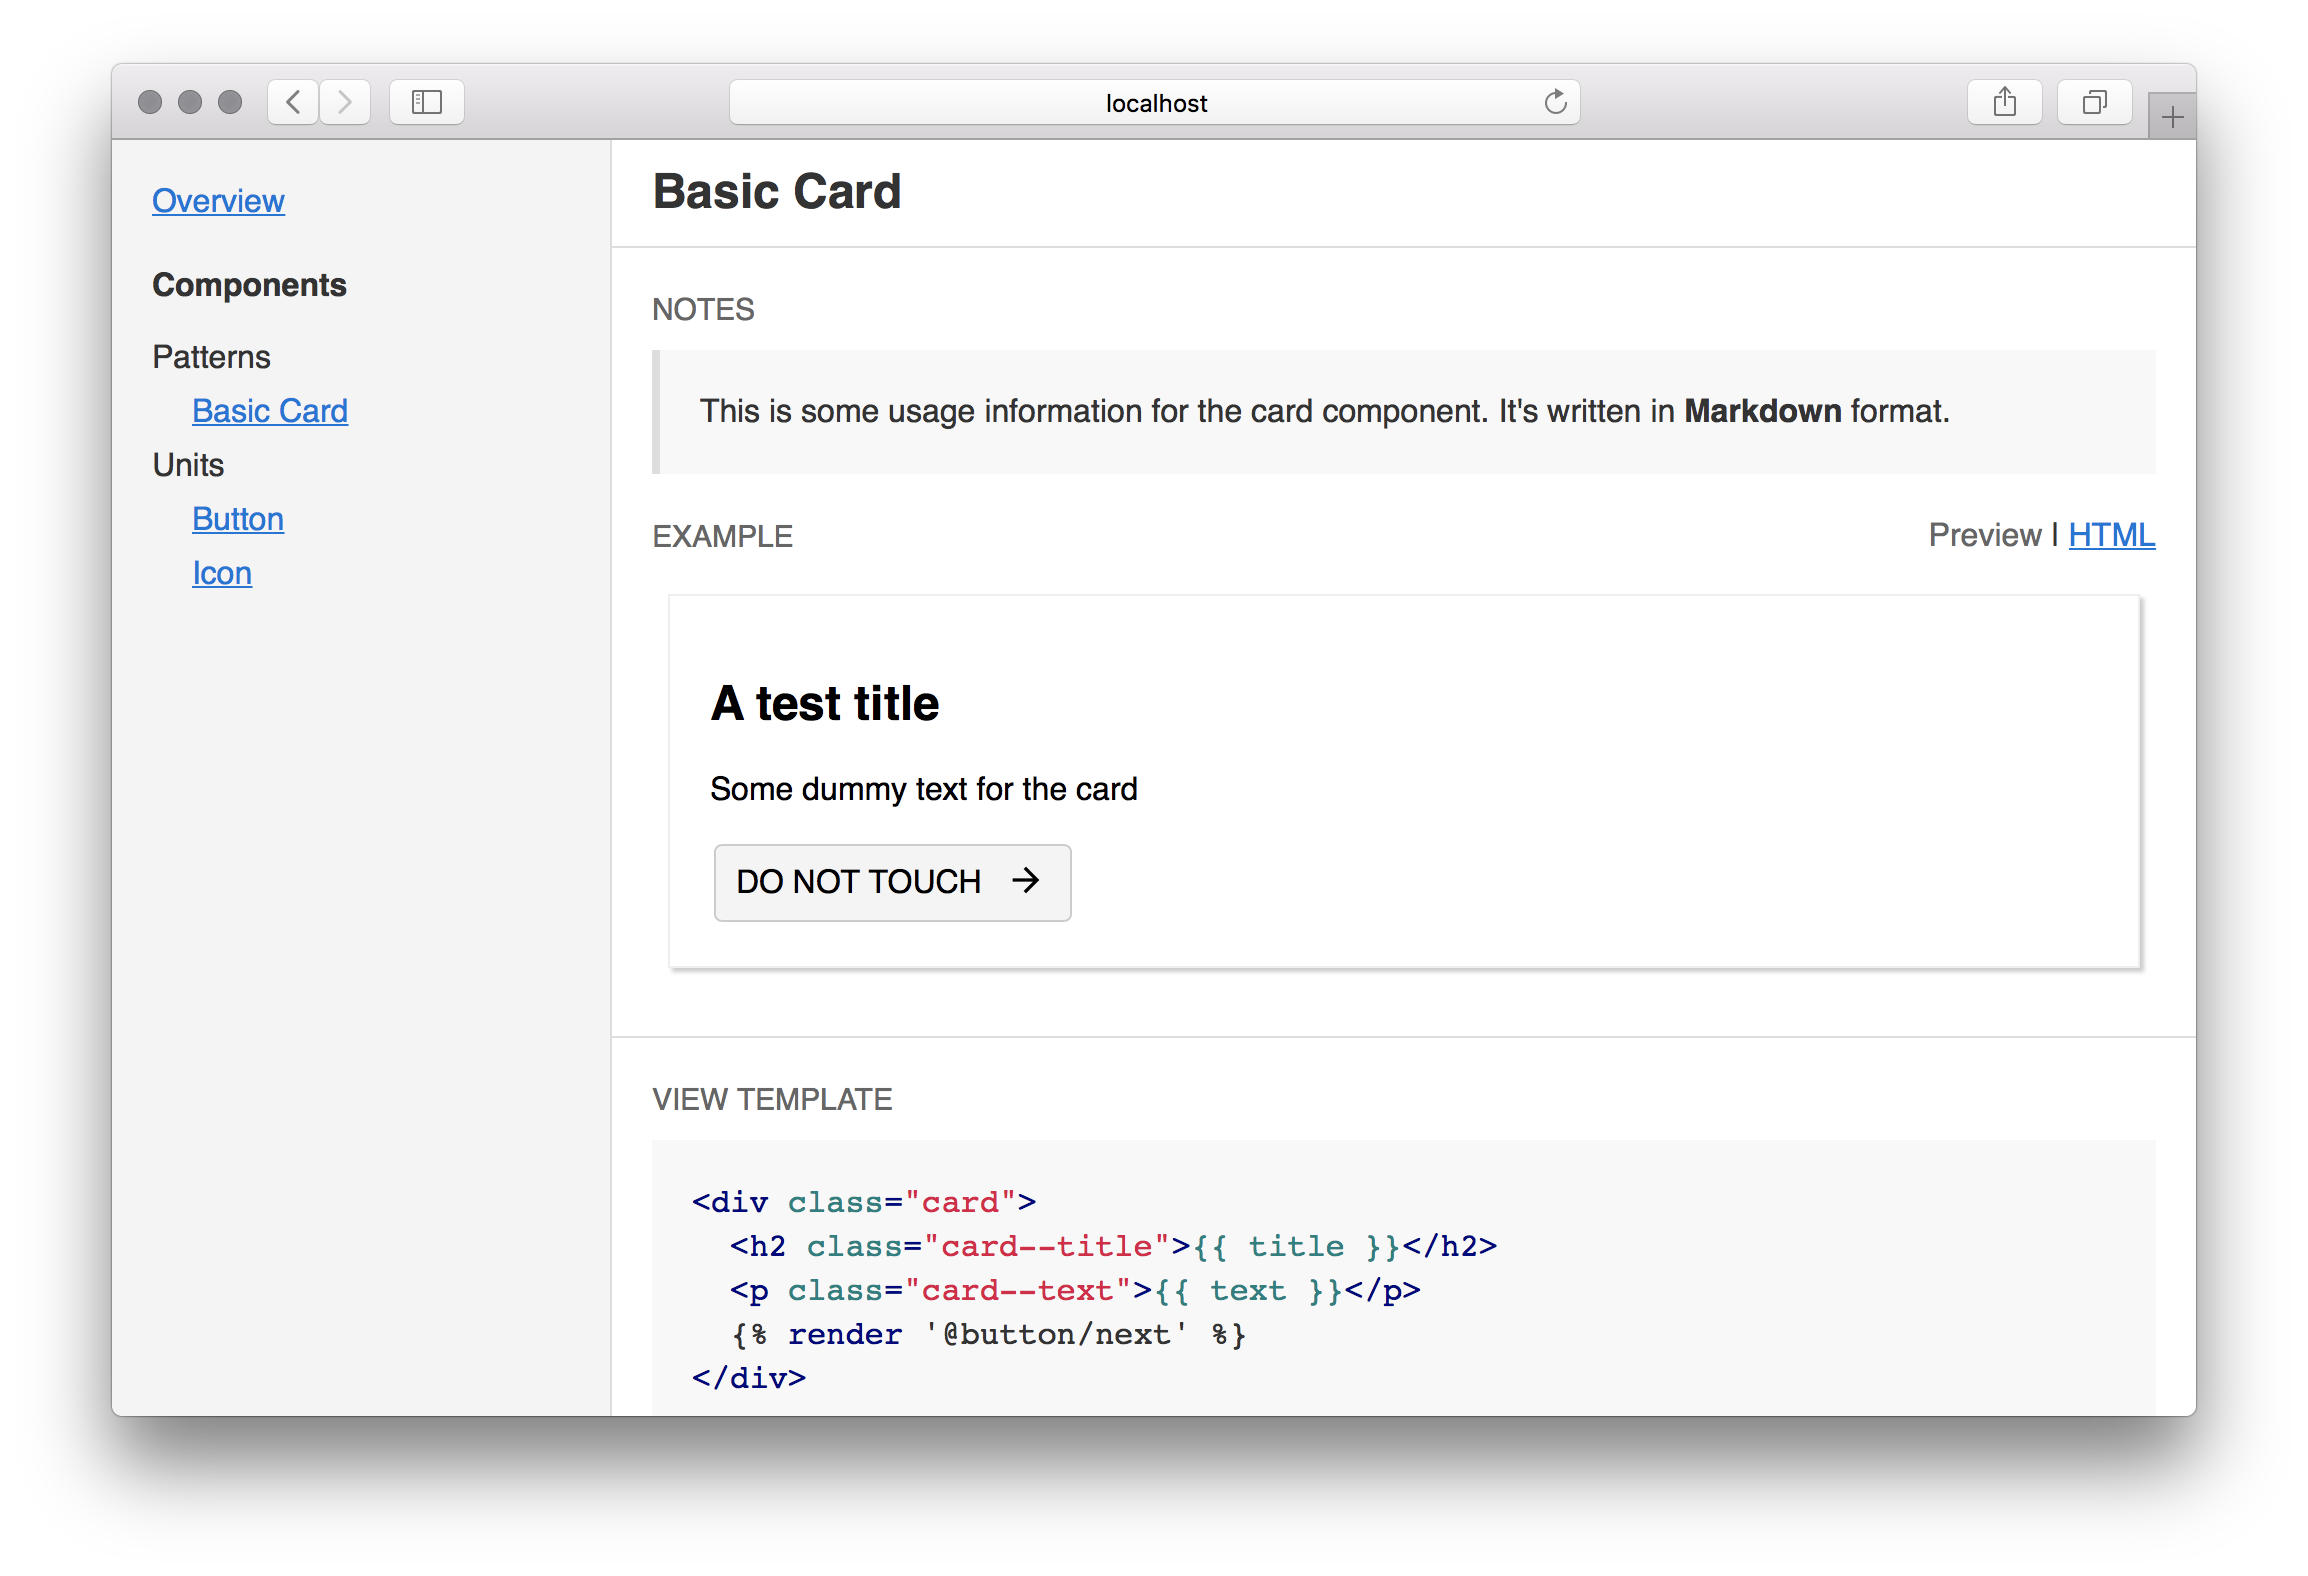 localhost
Overview
Components
Patterns
Basic Card
Units
Button
Icon
Basic Card
NOTES
This is some usage information for the card component. It's written in Markdown format.
EXAMPLE
Preview | HTML
A test title
Some dummy text for the card
DO NOT TOUCH →
VIEW TEMPLATE
<div class="card">
  <h2 class="card--title">{{ title }}</h2>
  <p class="card--text">{{ text }}</p>
  {% render '@button/next' %}
</div>